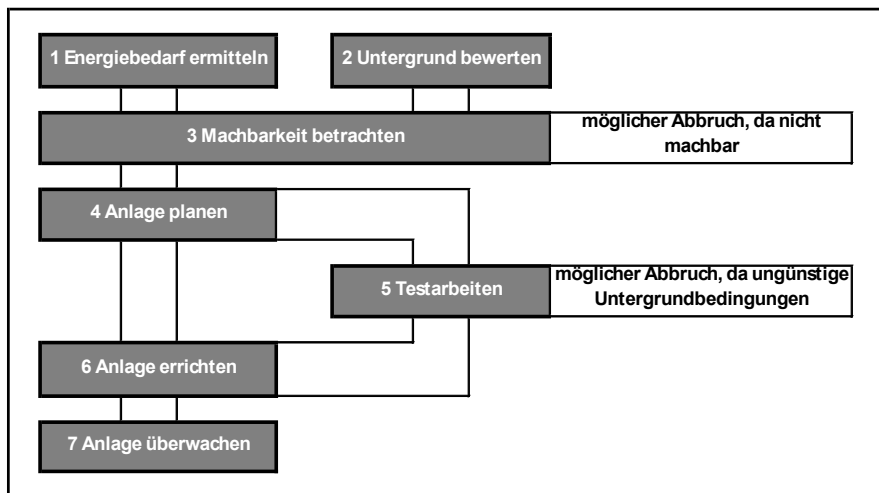 1 Energiebedarf ermitteln
2 Untergrund bewerten
3 Machbarkeit betrachten
möglicher Abbruch, da nicht
machbar
4 Anlage planen
5 Testarbeiten
möglicher Abbruch, da ungünstige
Untergrundbedingungen
6 Anlage errichten
7 Anlage überwachen